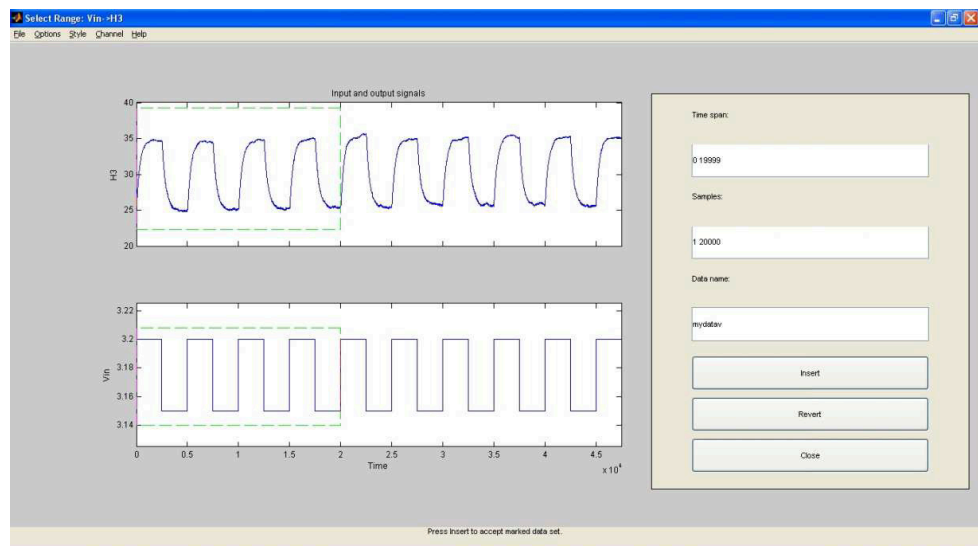 Select Range: Vin->H3
File Options Style Channel Help
Input and output signals
40
35
30
25
20
H3
3.22
3.2
3.18
3.16
3.14
Vin
0 0.5 1 1.5 2 2.5 3 3.5 4 4.5
Time
x 10
Time span:
0 19999
Samples:
1 20000
Data name:
mydatav
Insert
Revert
Close
Press Insert to accept marked data set.